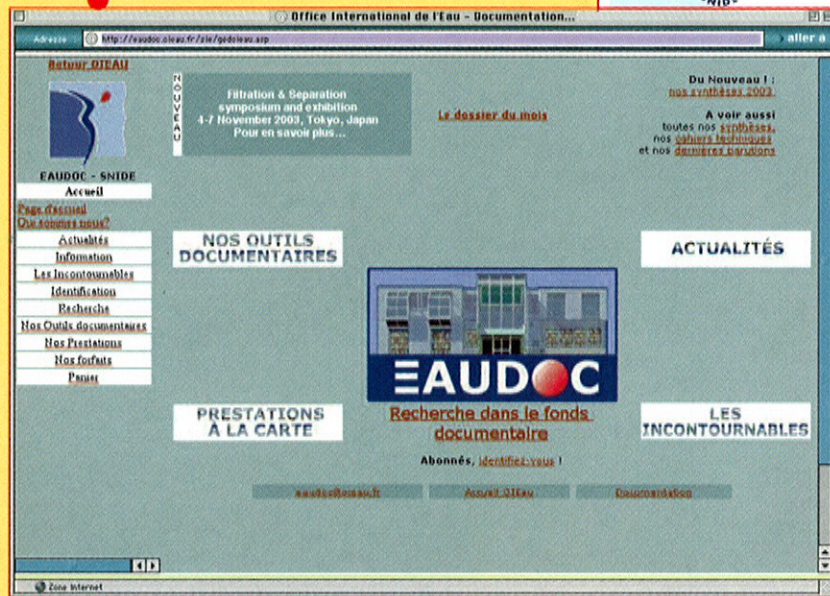 "NIDS"
Office International de l'Eau - Documentation...
Adresse http://eaudoc.oieau.fr/sie/gedoieau.asp aller à
Retour OIEAU
EAUDOC - SNIDE
Accueil
Page d'accueil
Qui sommes nous?
Actualités
Information
Les Incontournables
Identification
Recherche
Nos Outils documentaires
Nos Prestations
Nos forfaits
Panier
NOUVEAU
Filtration & Separation
symposium and exhibition
4-7 November 2003, Tokyo, Japan
Pour en savoir plus...
Le dossier du mois
Du Nouveau ! :
nos synthèses 2003.
A voir aussi
toutes nos synthèses,
nos cahiers techniques
et nos dernières parutions
NOS OUTILS
DOCUMENTAIRES
ACTUALITÉS
EAUDOC
PRESTATIONS
À LA CARTE
Recherche dans le fonds
documentaire
LES
INCONTOURNABLES
Abonnés, identifiez-vous !
eaudoc@oieau.fr
Accueil OIEau
Documentation
Zone Internet